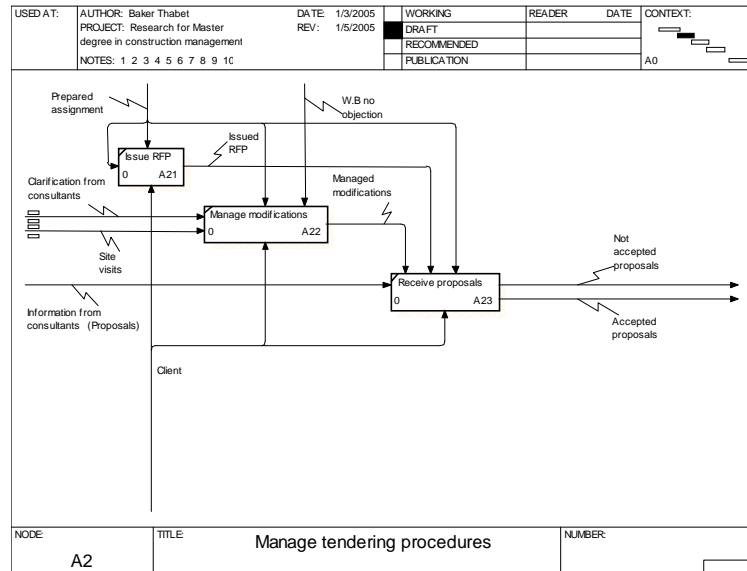 USED AT:
AUTHOR: Baker Thabet
DATE: 1/3/2005
PROJECT: Research for Master
REV: 1/5/2005
degree in construction management
NOTES: 1 2 3 4 5 6 7 8 9 10
WORKING
DRAFT
RECOMMENDED
PUBLICATION
READER DATE
CONTEXT:
A0
Prepared
assignment
W.B no
objection
Issue RFP
0 A21
Issued
RFP
Clarification from
consultants
Managed
modifications
Manage modifications
0 A22
Site
visits
Not
accepted
proposals
Receive proposals
0 A23
Information from
consultants (Proposals)
Accepted
proposals
Client
NODE:
A2
TITLE:
Manage tendering procedures
NUMBER: